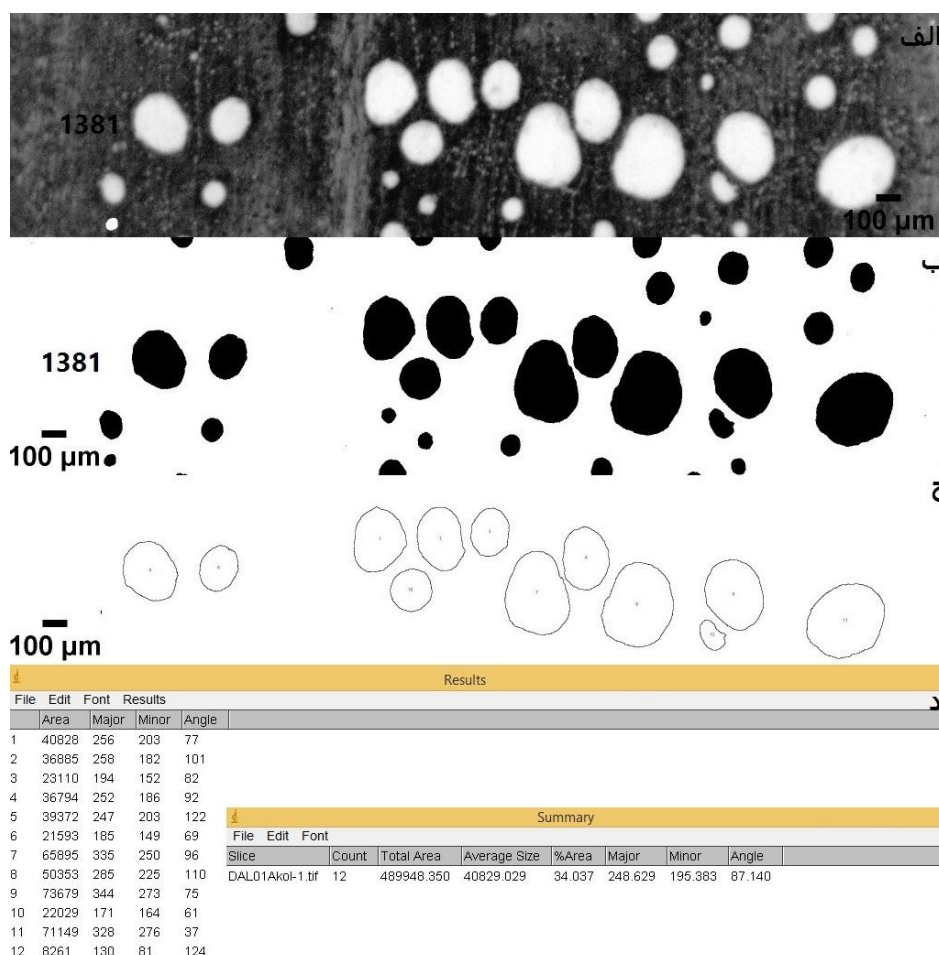 الف
1381
100 µm
ب
1381
100 µm
ج
100 µm
Results
د
File Edit Font Results
Area Major Minor Angle
1 40828 256 203 77
2 36885 258 182 101
3 23110 194 152 82
4 36794 252 186 92
5 39372 247 203 122
6 21593 185 149 69
7 65895 335 250 96
8 50353 285 225 110
9 73679 344 273 75
10 22029 171 164 61
11 71149 328 276 37
12 8261 130 81 124
Summary
File Edit Font
Slice Count Total Area Average Size %Area Major Minor Angle
DAL01Akol-1.tif 12 489948.350 40829.029 34.037 248.629 195.383 87.140